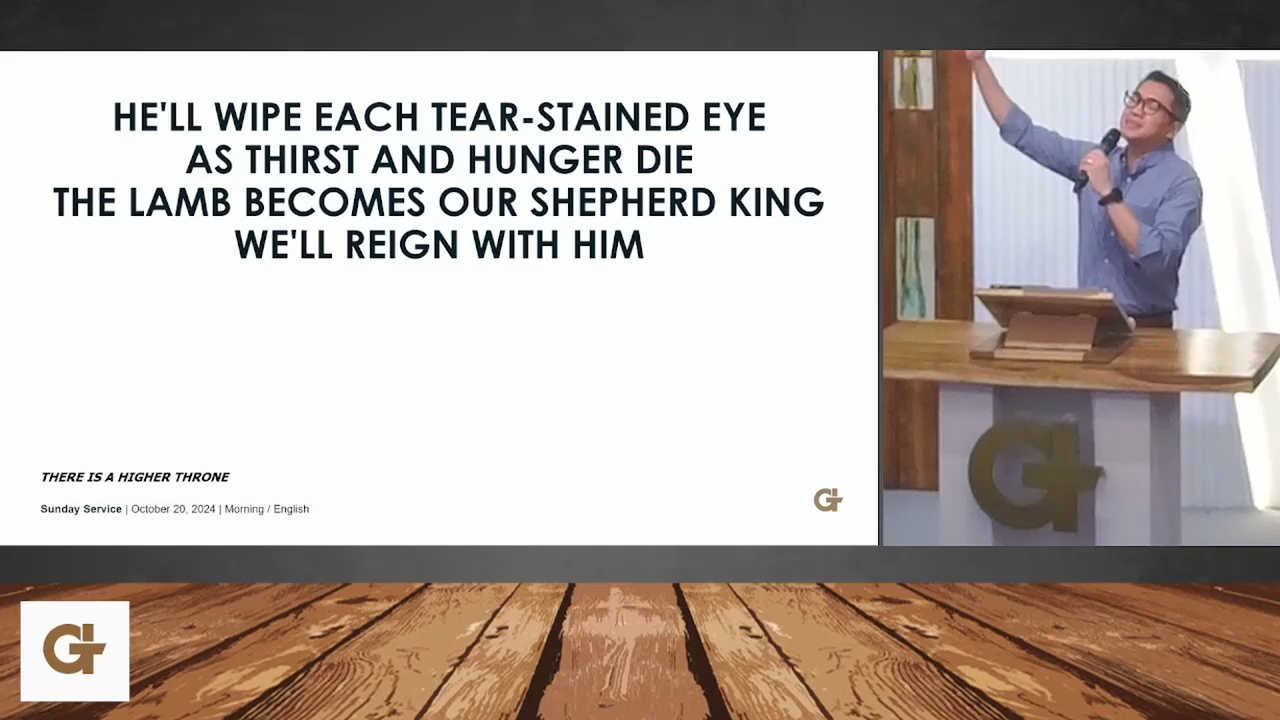 HE'LL WIPE EACH TEAR-STAINED EYE
AS THIRST AND HUNGER DIE
THE LAMB BECOMES OUR SHEPHERD KING
WE'LL REIGN WITH HIM
THERE IS A HIGHER THRONE
Sunday Service | October 20, 2024 | Morning / English